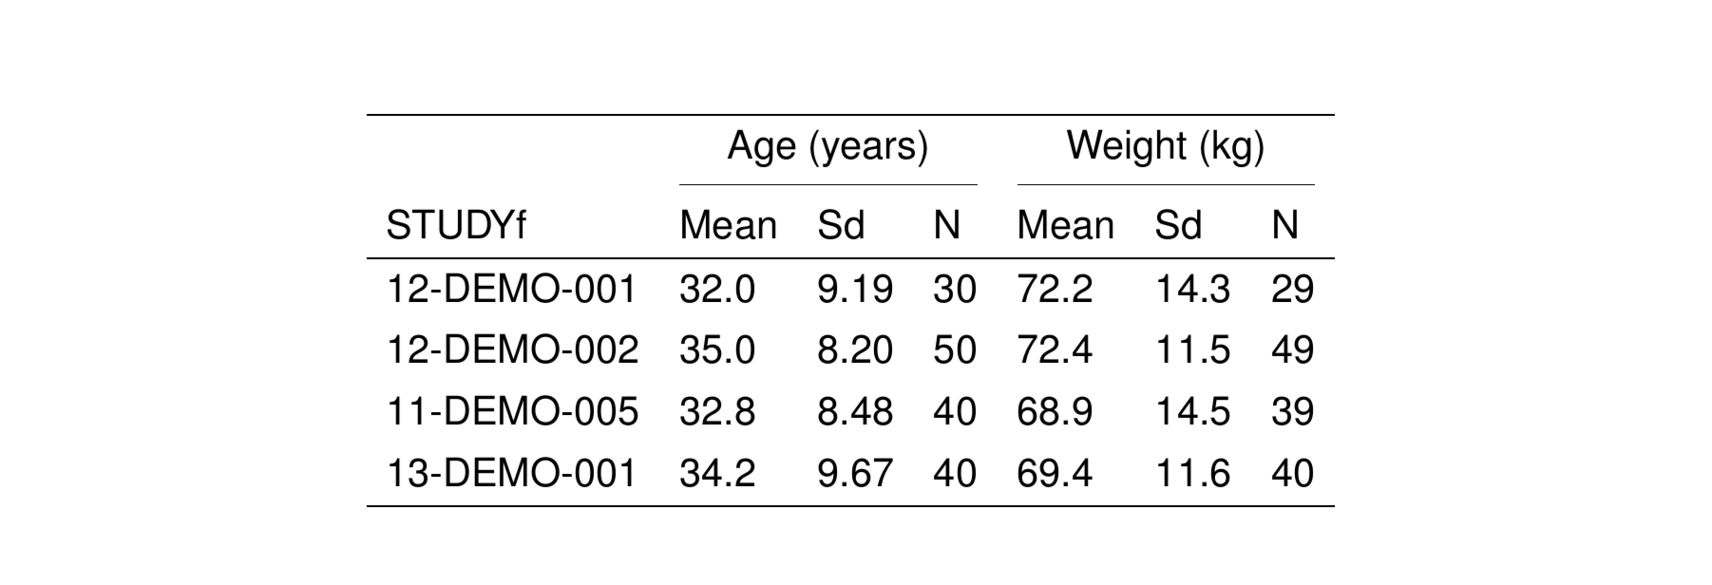 Age (years) Weight (kg)
STUDYf Mean Sd N Mean Sd N
12-DEMO-001 32.0 9.19 30 72.2 14.3 29
12-DEMO-002 35.0 8.20 50 72.4 11.5 49
11-DEMO-005 32.8 8.48 40 68.9 14.5 39
13-DEMO-001 34.2 9.67 40 69.4 11.6 40